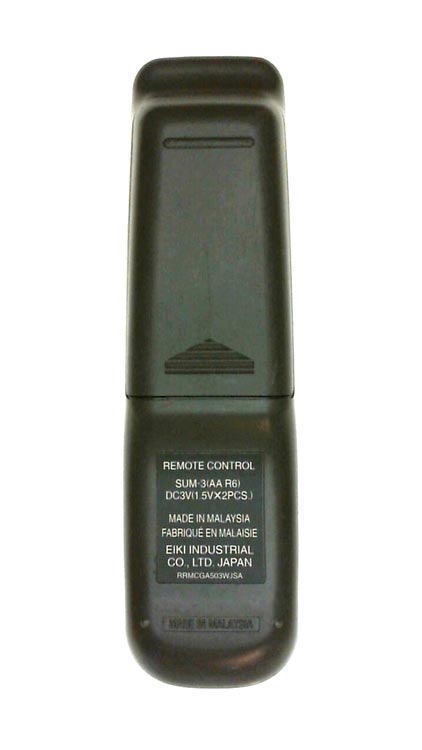 REMOTE CONTROL
SUM-3(AA R6)
DC3V(1.5V×2PCS.)
MADE IN MALAYSIA
FABRIQUÉ EN MALAISIE
EIKI INDUSTRIAL
CO., LTD. JAPAN
RRMCGA503WJSA
MADE IN MALAYSIA